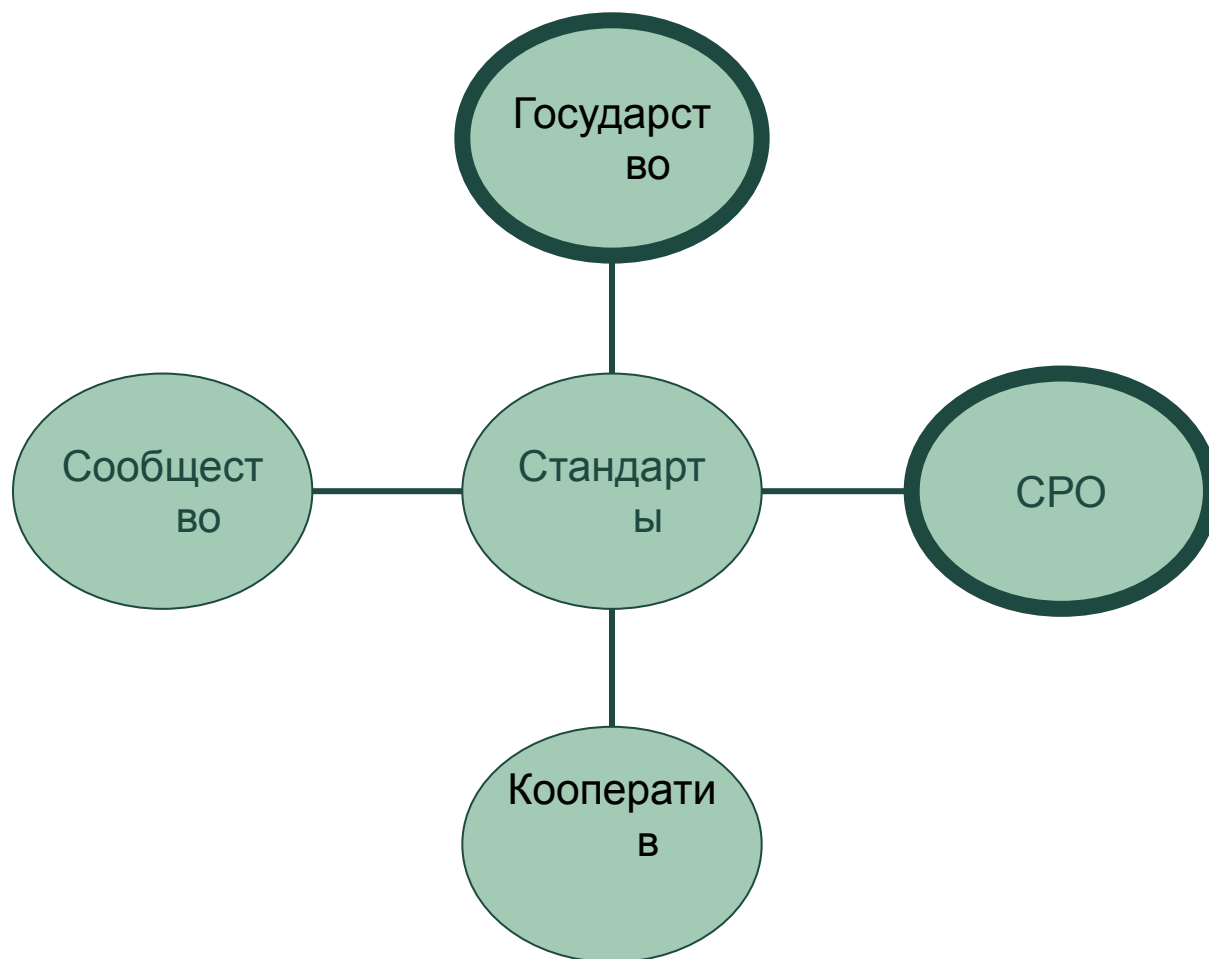 Государст
во
Сообщест
во
Стандарт
ы
СРО
Кооперати
в